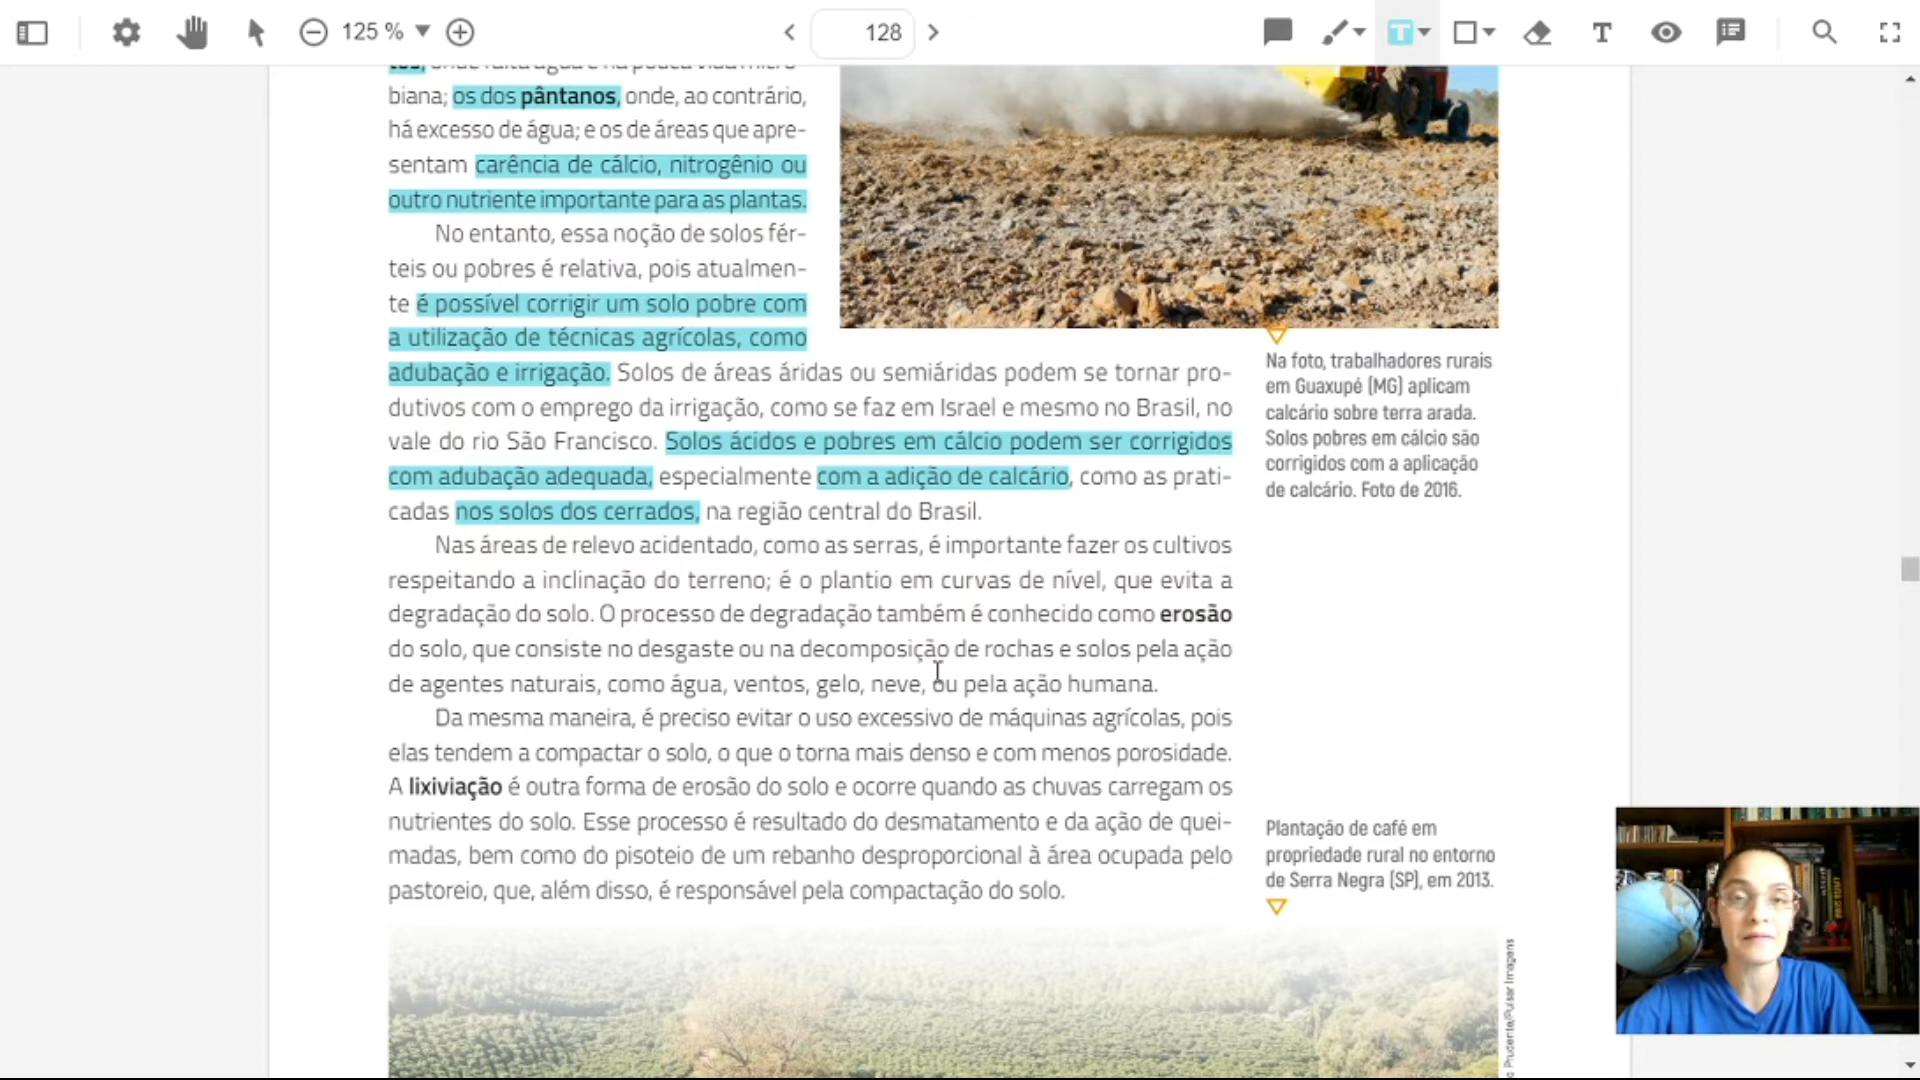 125 %
128
biana; os dos pântanos, onde, ao contrário,
há excesso de água; e os de áreas que apre-
sentam carência de cálcio, nitrogênio ou
outro nutriente importante para as plantas.
No entanto, essa noção de solos fér-
teis ou pobres é relativa, pois atualmen-
te é possível corrigir um solo pobre com
a utilização de técnicas agrícolas, como
adubação e irrigação. Solos de áreas áridas ou semiáridas podem se tornar pro-
dutivos com o emprego da irrigação, como se faz em Israel e mesmo no Brasil, no
vale do rio São Francisco. Solos ácidos e pobres em cálcio podem ser corrigidos
com adubação adequada, especialmente com a adição de calcário, como as prati-
cadas nos solos dos cerrados, na região central do Brasil.
Nas áreas de relevo acidentado, como as serras, é importante fazer os cultivos
respeitando a inclinação do terreno; é o plantio em curvas de nível, que evita a
degradação do solo. O processo de degradação também é conhecido como erosão
do solo, que consiste no desgaste ou na decomposição de rochas e solos pela ação
de agentes naturais, como água, ventos, gelo, neve, ou pela ação humana.
Da mesma maneira, é preciso evitar o uso excessivo de máquinas agrícolas, pois
elas tendem a compactar o solo, o que o torna mais denso e com menos porosidade.
A lixiviação é outra forma de erosão do solo e ocorre quando as chuvas carregam os
nutrientes do solo. Esse processo é resultado do desmatamento e da ação de quei-
madas, bem como do pisoteio de um rebanho desproporcional à área ocupada pelo
pastoreio, que, além disso, é responsável pela compactação do solo.
Na foto, trabalhadores rurais
em Guaxupé (MG) aplicam
calcário sobre terra arada.
Solos pobres em cálcio são
corrigidos com a aplicação
de calcário. Foto de 2016.
Plantação de café em
propriedade rural no entorno
de Serra Negra (SP), em 2013.
Prudente/Pulsar Imagens